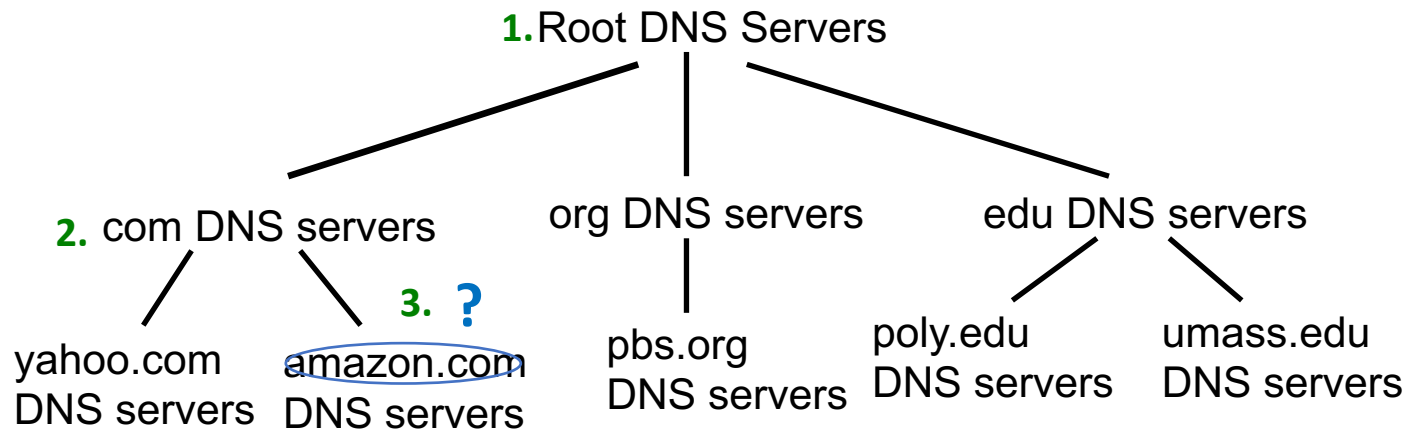 1. Root DNS Servers
2. com DNS servers
org DNS servers
edu DNS servers
3. ?
yahoo.com
DNS servers
amazon.com
DNS servers
pbs.org
DNS servers
poly.edu
DNS servers
umass.edu
DNS servers